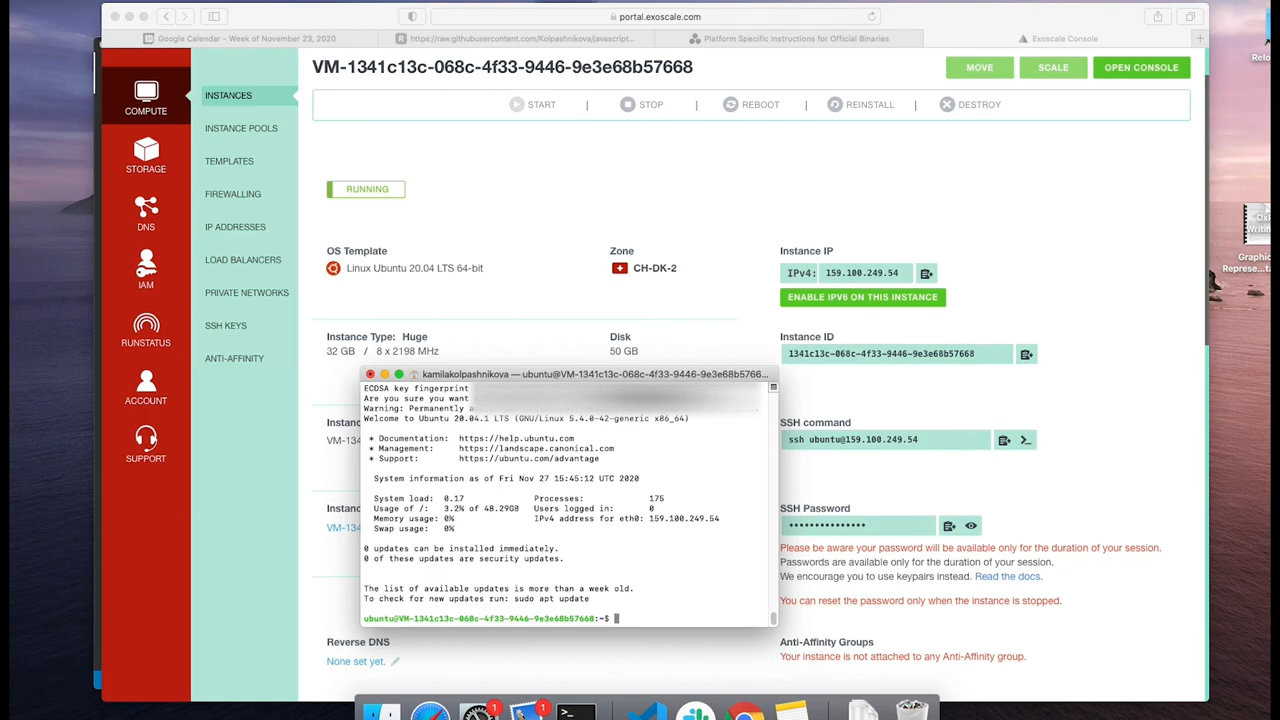 portal.exoscale.com
Google Calendar - Week of November 23, 2020
https://raw.githubusercontent.com/Kolpashnikova/javascript...
Platform Specific Instructions for Official Binaries
Exoscale Console
VM-1341c13c-068c-4f33-9446-9e3e68b57668
MOVE
SCALE
OPEN CONSOLE
START | STOP | REBOOT | REINSTALL | DESTROY
COMPUTE
STORAGE
DNS
IAM
RUNSTATUS
ACCOUNT
SUPPORT
INSTANCES
INSTANCE POOLS
TEMPLATES
FIREWALLING
IP ADDRESSES
LOAD BALANCERS
PRIVATE NETWORKS
SSH KEYS
ANTI-AFFINITY
RUNNING
OS Template
Linux Ubuntu 20.04 LTS 64-bit
Zone
CH-DK-2
Instance IP
IPv4: 159.100.249.54
ENABLE IPV6 ON THIS INSTANCE
Instance Type: Huge
32 GB / 8 x 2198 MHz
Disk
50 GB
Instance ID
1341c13c-068c-4f33-9446-9e3e68b57668
SSH command
ssh ubuntu@159.100.249.54
SSH Password
•••••••••••••••
Please be aware your password will be available only for the duration of your session.
Passwords are available only for the duration of your session.
We encourage you to use keypairs instead. Read the docs.
You can reset the password only when the instance is stopped.
Reverse DNS
None set yet.
Anti-Affinity Groups
Your instance is not attached to any Anti-Affinity group.
kamilakolpashnikova — ubuntu@VM-1341c13c-068c-4f33-9446-9e3e68b5766...
ECDSA key fingerprint
Are you sure you want
Warning: Permanently a
Welcome to Ubuntu 20.04.1 LTS (GNU/Linux 5.4.0-42-generic x86_64)
* Documentation: https://help.ubuntu.com
* Management: https://landscape.canonical.com
* Support: https://ubuntu.com/advantage
System information as of Fri Nov 27 15:45:12 UTC 2020
System load: 0.17 Processes: 175
Usage of /: 3.2% of 48.29GB Users logged in: 0
Memory usage: 0% IPv4 address for eth0: 159.100.249.54
Swap usage: 0%
0 updates can be installed immediately.
0 of these updates are security updates.
The list of available updates is more than a week old.
To check for new updates run: sudo apt update
ubuntu@VM-1341c13c-068c-4f33-9446-9e3e68b57668:~$
Instanc
VM-134
Instanc
VM-134
Relo
Graphic
Represe...ta
1
1